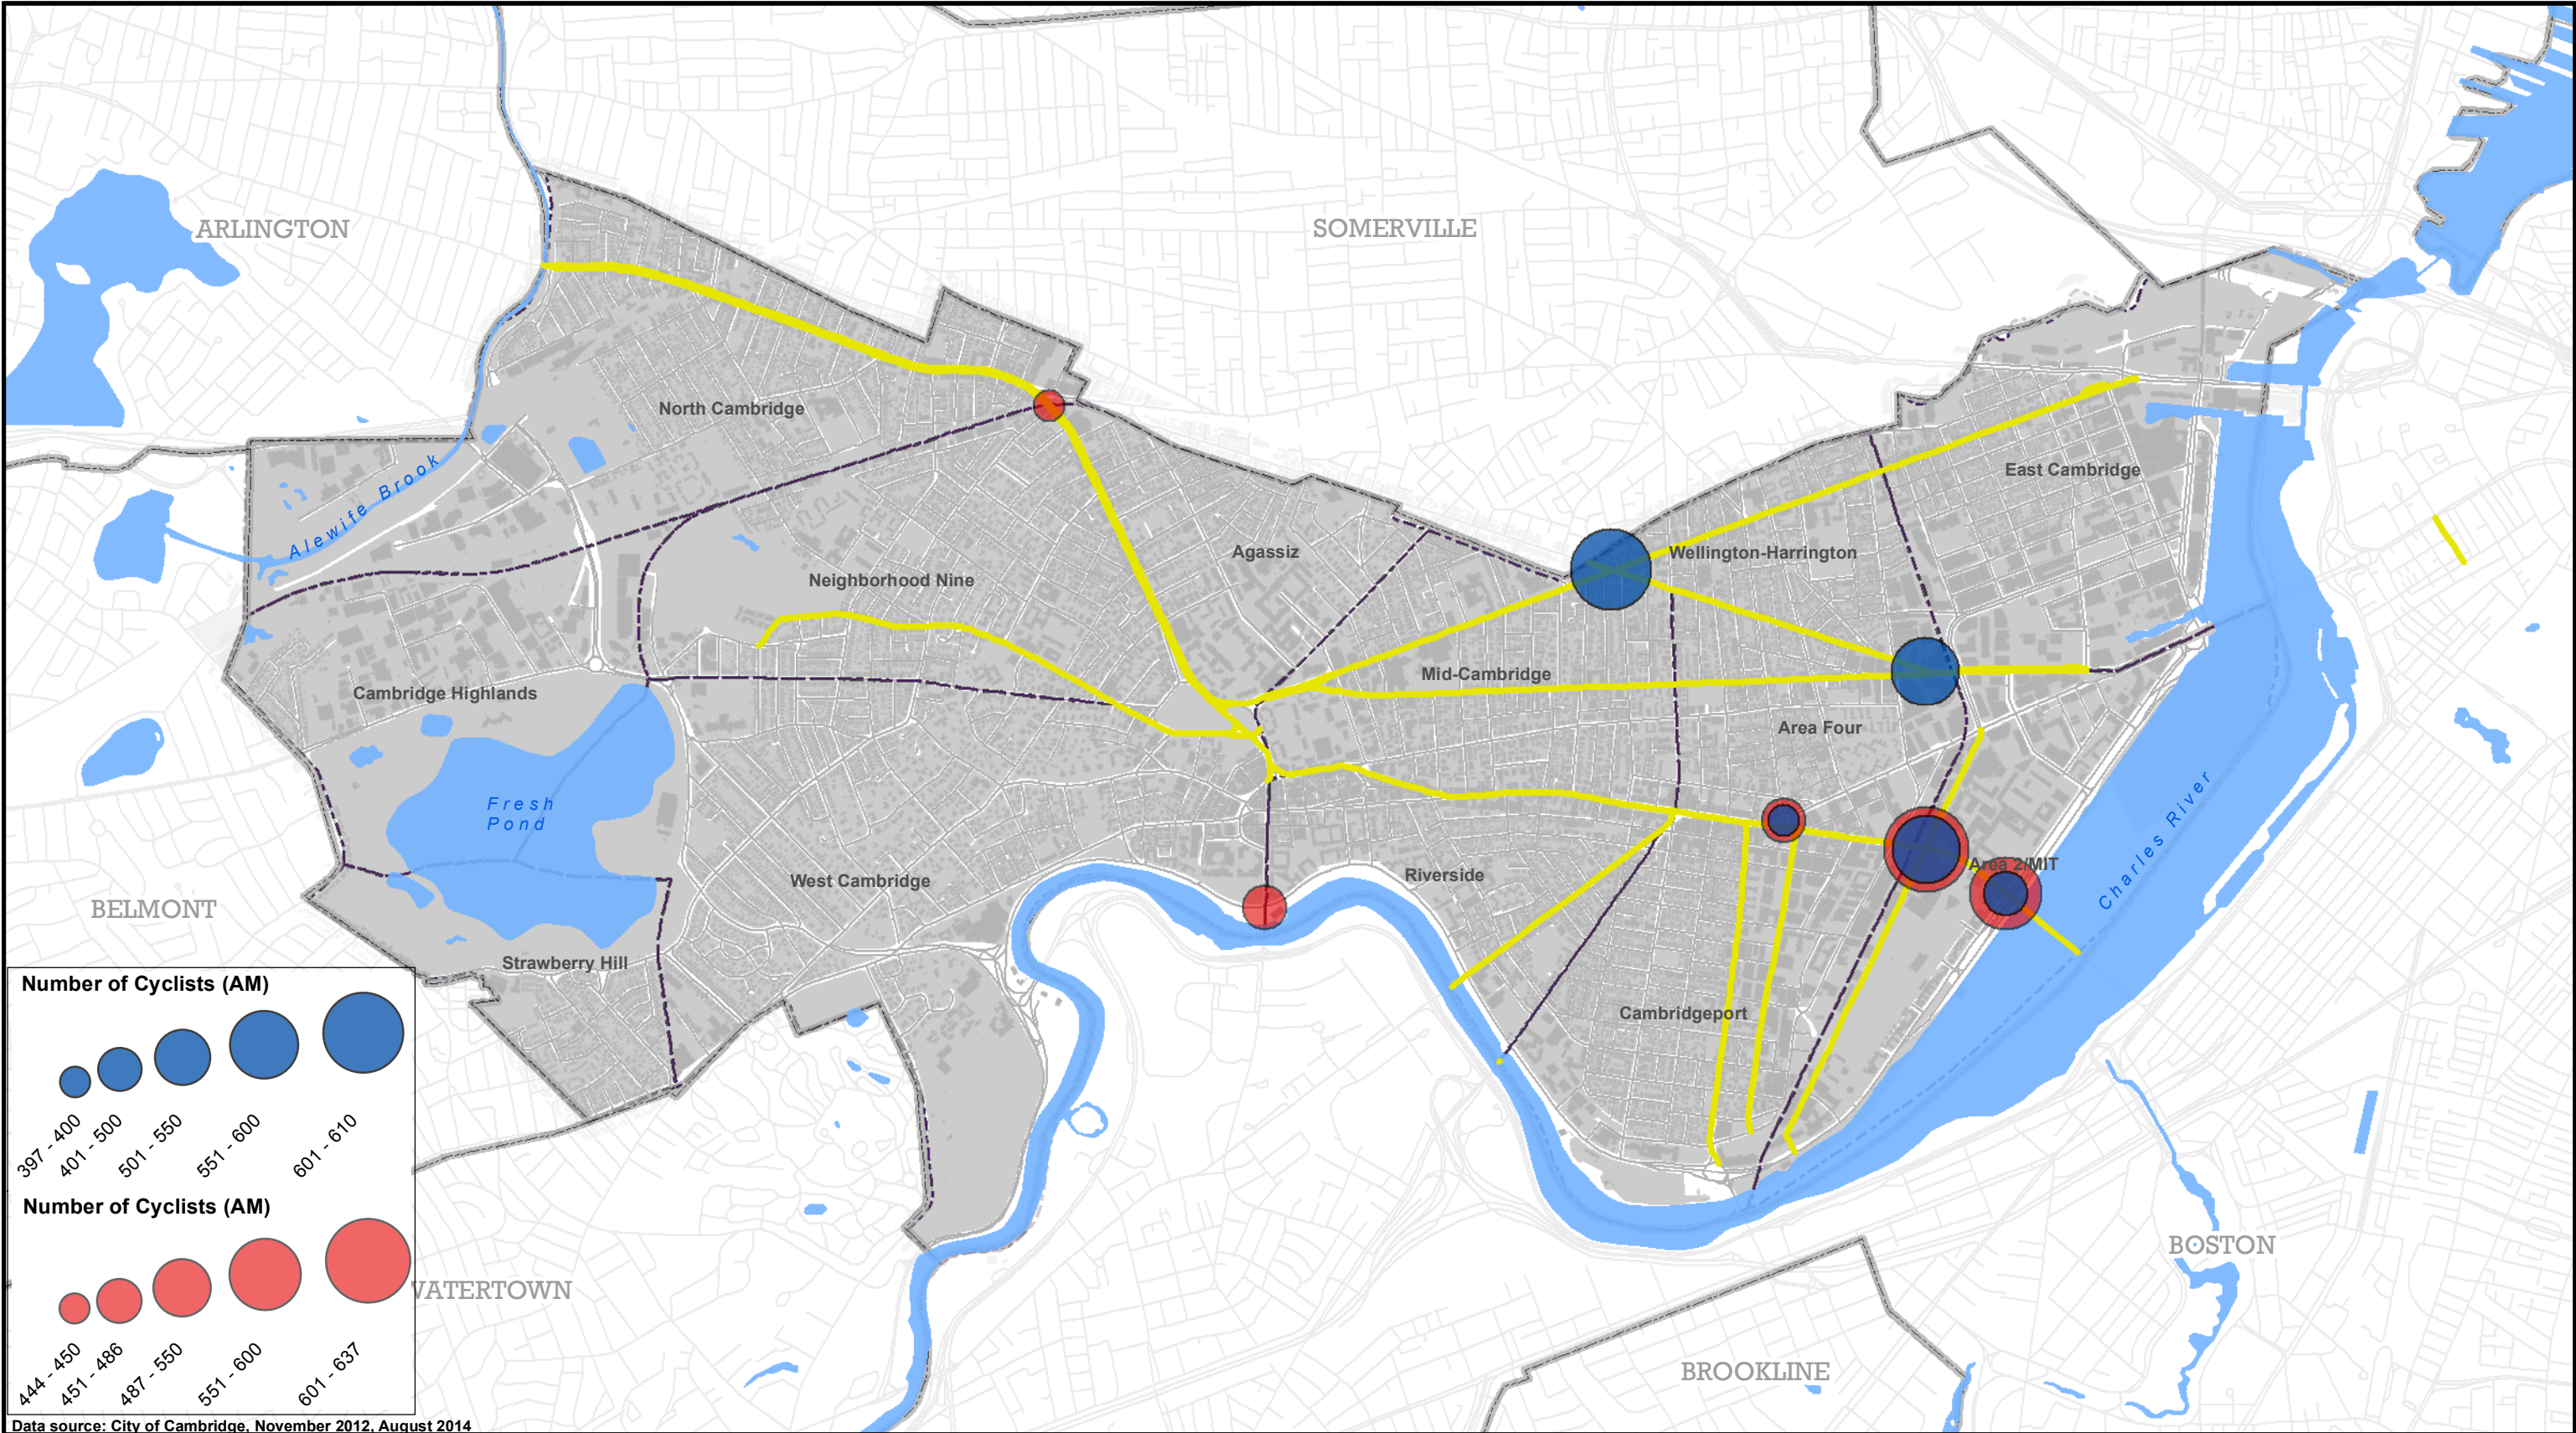 ARLINGTON
SOMERVILLE
North Cambridge
East Cambridge
Alewife Brook
Agassiz
Wellington-Harrington
Neighborhood Nine
Mid-Cambridge
Cambridge Highlands
Area Four
Fresh
Pond
Charles River
Area 2/MIT
Riverside
West Cambridge
BELMONT
Strawberry Hill
Cambridgeport
Number of Cyclists (AM)
397 - 400
401 - 500
501 - 550
551 - 600
601 - 610
Number of Cyclists (AM)
444 - 450
451 - 486
487 - 550
551 - 600
601 - 637
BOSTON
VATERTOWN
BROOKLINE
Data source: City of Cambridge, November 2012, August 2014